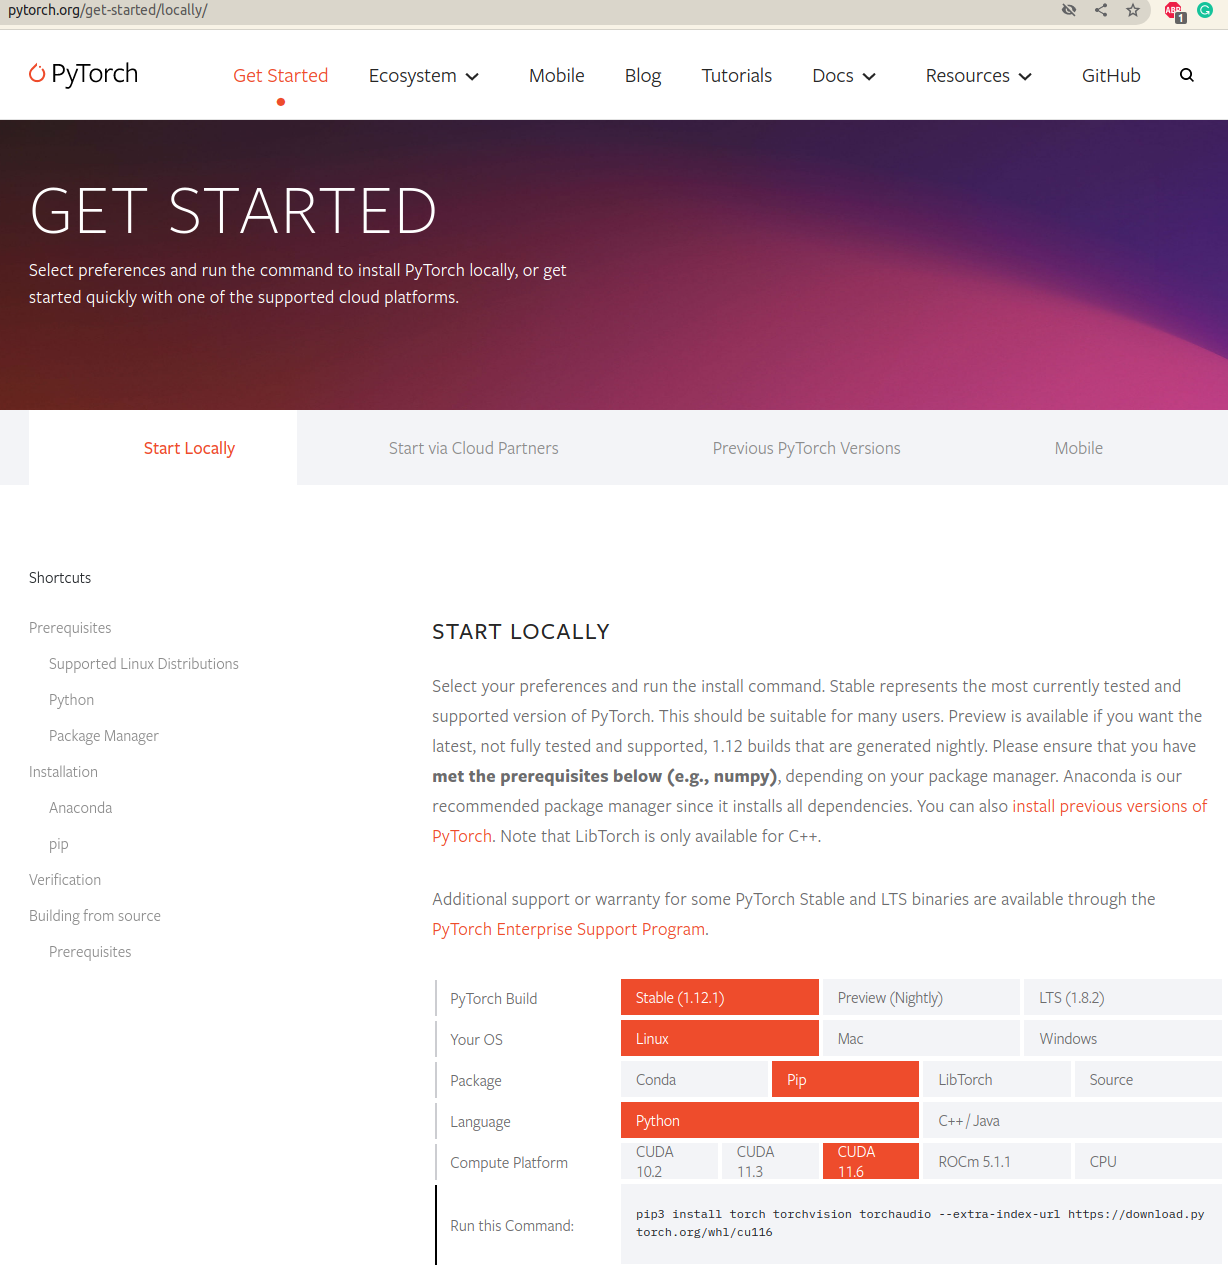 pytorch.org/get-started/locally/
ABP
1
G
PyTorch
Get Started
Ecosystem
Mobile
Blog
Tutorials
Docs
Resources
GitHub
GET STARTED
Select preferences and run the command to install PyTorch locally, or get
started quickly with one of the supported cloud platforms.
Start Locally
Start via Cloud Partners
Previous PyTorch Versions
Mobile
Shortcuts
Prerequisites
Supported Linux Distributions
Python
Package Manager
Installation
Anaconda
pip
Verification
Building from source
Prerequisites
START LOCALLY
Select your preferences and run the install command. Stable represents the most currently tested and
supported version of PyTorch. This should be suitable for many users. Preview is available if you want the
latest, not fully tested and supported, 1.12 builds that are generated nightly. Please ensure that you have
met the prerequisites below (e.g., numpy), depending on your package manager. Anaconda is our
recommended package manager since it installs all dependencies. You can also install previous versions of
PyTorch. Note that LibTorch is only available for C++.
Additional support or warranty for some PyTorch Stable and LTS binaries are available through the
PyTorch Enterprise Support Program.
PyTorch Build
Stable (1.12.1)
Preview (Nightly)
LTS (1.8.2)
Your OS
Linux
Mac
Windows
Package
Conda
Pip
LibTorch
Source
Language
Python
C++ / Java
Compute Platform
CUDA
10.2
CUDA
11.3
CUDA
11.6
ROCm 5.1.1
CPU
Run this Command:
pip3 install torch torchvision torchaudio --extra-index-url https://download.py
torch.org/whl/cu116